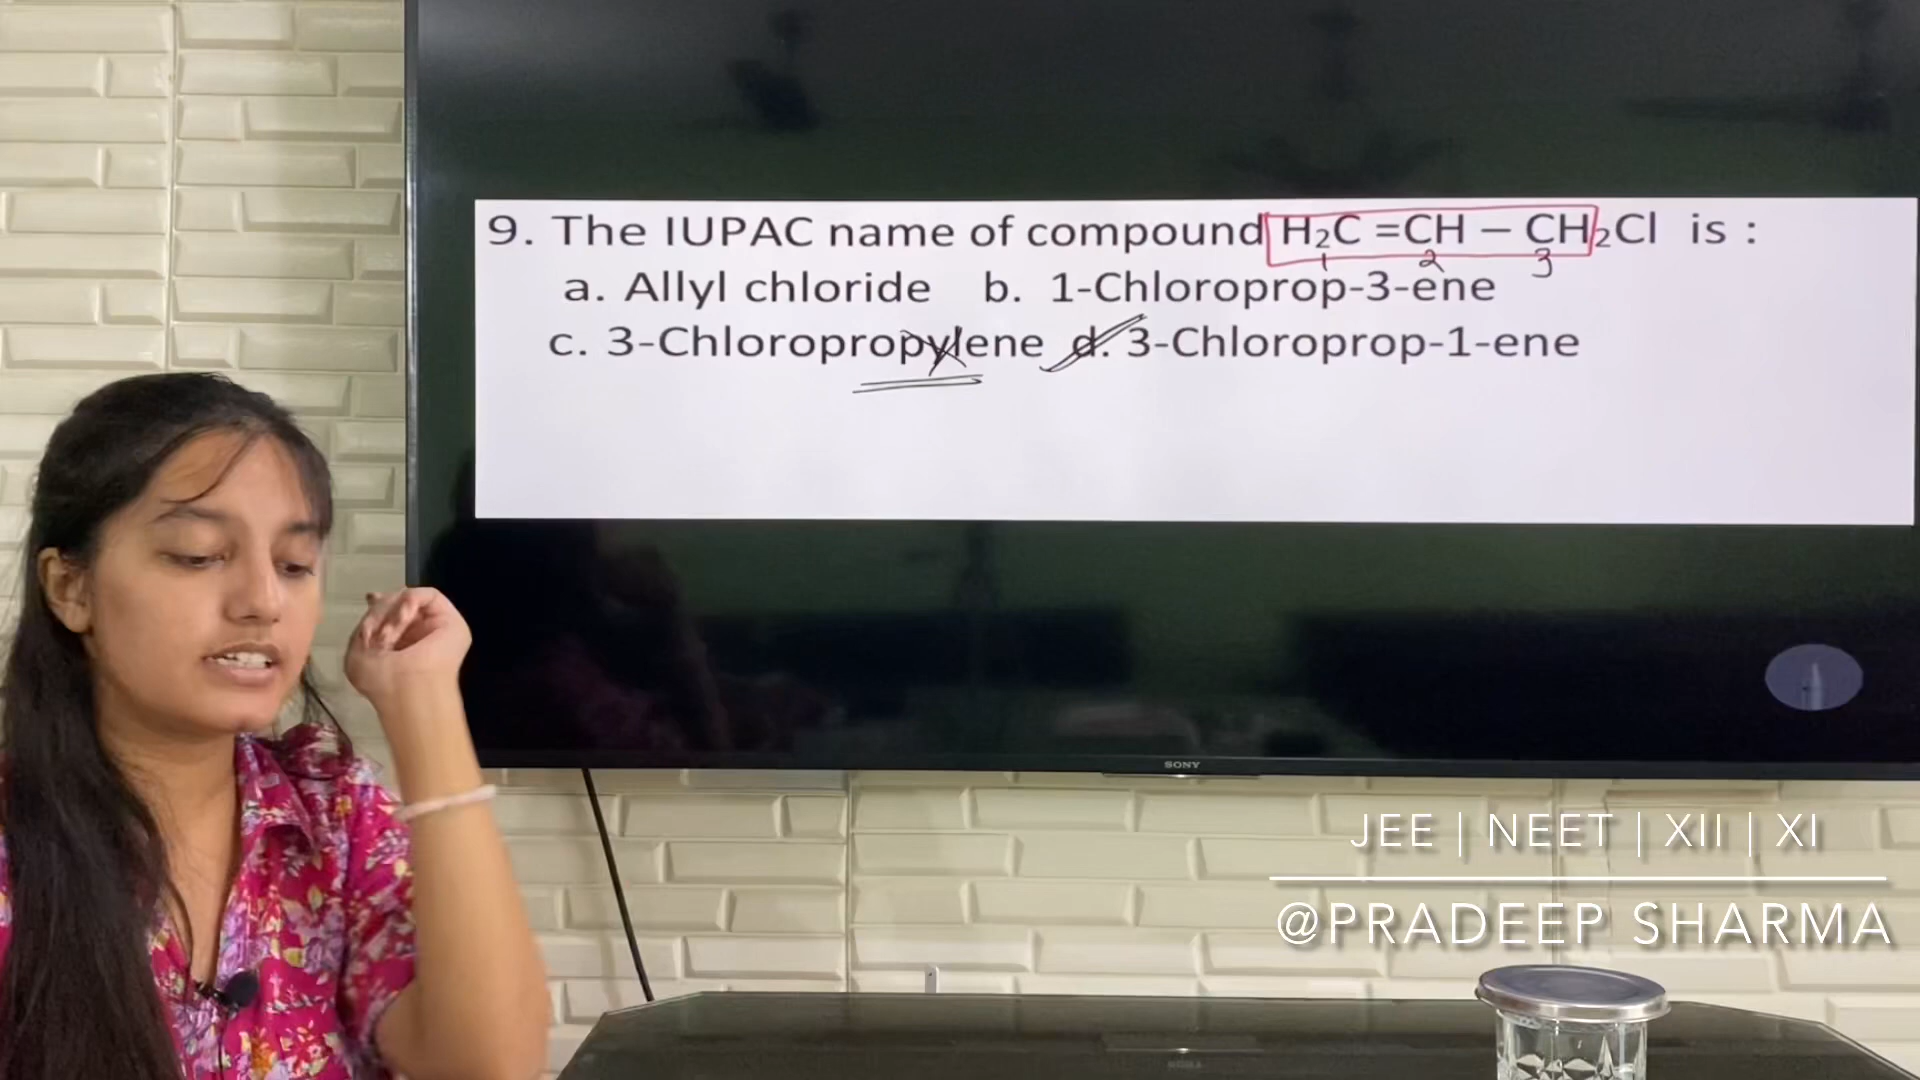 9. The IUPAC name of compound H₂C =CH – CH₂Cl is :
1 2 3
a. Allyl chloride b. 1-Chloroprop-3-ene
c. 3-Chloropropylene d. 3-Chloroprop-1-ene
SONY
JEE | NEET | XII | XI
@PRADEEP SHARMA